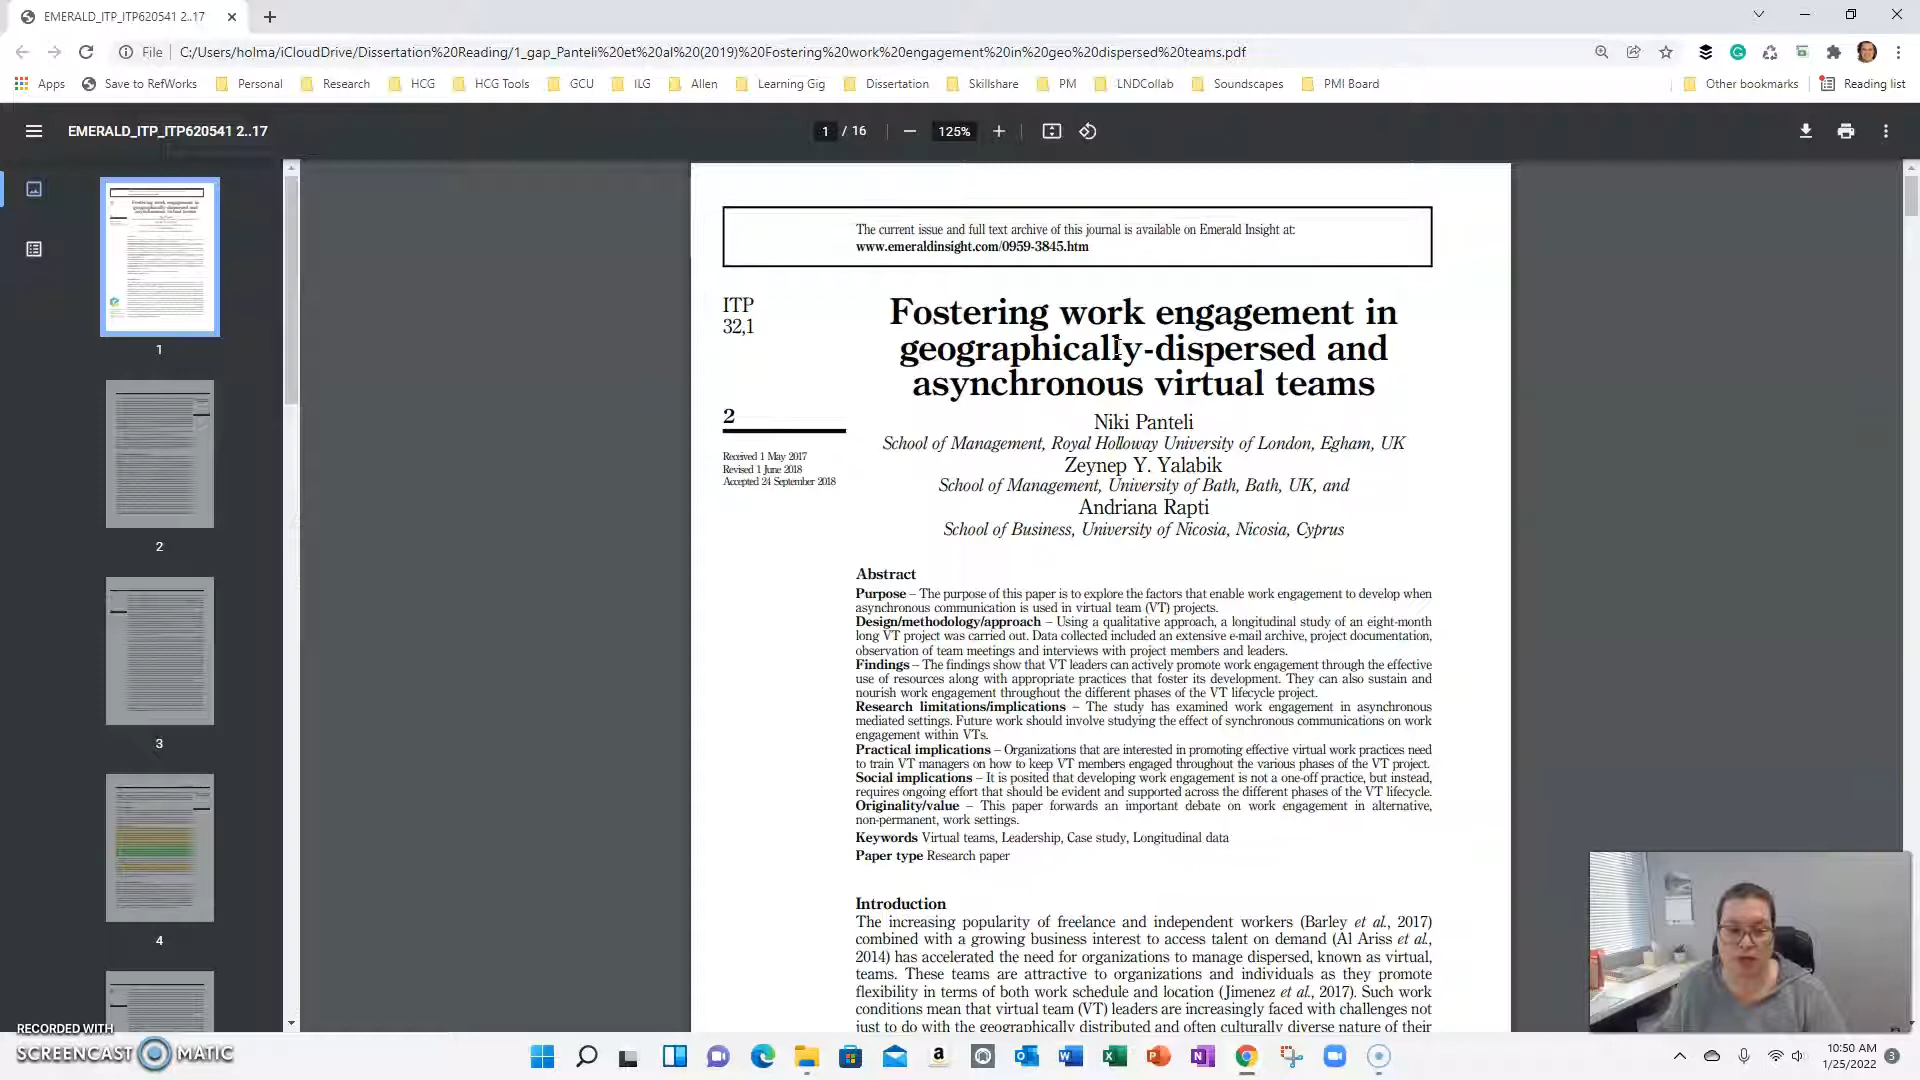 EMERALD_ITP_ITP620541 2..17
File C:/Users/holma/iCloudDrive/Dissertation%20Reading/1_gap_Panteli%20et%20al%20(2019)%20Fostering%20work%20engagement%20in%20geo%20dispersed%20teams.pdf
Apps Save to RefWorks Personal Research HCG HCG Tools GCU ILG Allen Learning Gig Dissertation Skillshare PM LNDCollab Soundscapes PMI Board Other bookmarks Reading list
EMERALD_ITP_ITP620541 2..17 1 / 16 125%
1
2
3
4
The current issue and full text archive of this journal is available on Emerald Insight at:
www.emeraldinsight.com/0959-3845.htm
ITP
32,1
2
Received 1 May 2017
Revised 1 June 2018
Accepted 24 September 2018
Fostering work engagement in
geographically-dispersed and
asynchronous virtual teams
Niki Panteli
School of Management, Royal Holloway University of London, Egham, UK
Zeynep Y. Yalabik
School of Management, University of Bath, Bath, UK, and
Andriana Rapti
School of Business, University of Nicosia, Nicosia, Cyprus
Abstract
Purpose – The purpose of this paper is to explore the factors that enable work engagement to develop when
asynchronous communication is used in virtual team (VT) projects.
Design/methodology/approach – Using a qualitative approach, a longitudinal study of an eight-month
long VT project was carried out. Data collected included an extensive e-mail archive, project documentation,
observation of team meetings and interviews with project members and leaders.
Findings – The findings show that VT leaders can actively promote work engagement through the effective
use of resources along with appropriate practices that foster its development. They can also sustain and
nourish work engagement throughout the different phases of the VT lifecycle project.
Research limitations/implications – The study has examined work engagement in asynchronous
mediated settings. Future work should involve studying the effect of synchronous communications on work
engagement within VTs.
Practical implications – Organizations that are interested in promoting effective virtual work practices need
to train VT managers on how to keep VT members engaged throughout the various phases of the VT project.
Social implications – It is posited that developing work engagement is not a one-off practice, but instead,
requires ongoing effort that should be evident and supported across the different phases of the VT lifecycle.
Originality/value – This paper forwards an important debate on work engagement in alternative,
non-permanent, work settings.
Keywords Virtual teams, Leadership, Case study, Longitudinal data
Paper type Research paper
Introduction
The increasing popularity of freelance and independent workers (Barley et al., 2017)
combined with a growing business interest to access talent on demand (Al Ariss et al.,
2014) has accelerated the need for organizations to manage dispersed, known as virtual,
teams. These teams are attractive to organizations and individuals as they promote
flexibility in terms of both work schedule and location (Jimenez et al., 2017). Such work
conditions mean that virtual team (VT) leaders are increasingly faced with challenges not
just to do with the geographically distributed and often culturally diverse nature of their
RECORDED WITH
SCREENCAST MATIC
10:50 AM
1/25/2022
3